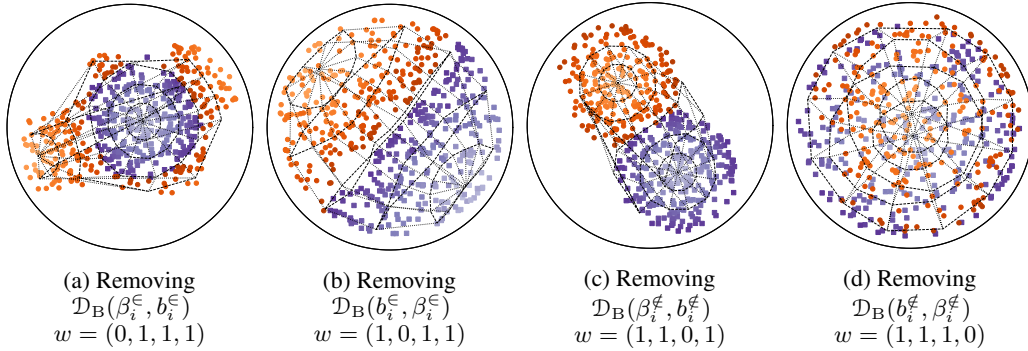 (a) Removing
𝒟_B(β_i^∈, b_i^∈)
w = (0, 1, 1, 1)
(b) Removing
𝒟_B(b_i^∈, β_i^∈)
w = (1, 0, 1, 1)
(c) Removing
𝒟_B(β_i^∉, b_i^∉)
w = (1, 1, 0, 1)
(d) Removing
𝒟_B(b_i^∉, β_i^∉)
w = (1, 1, 1, 0)